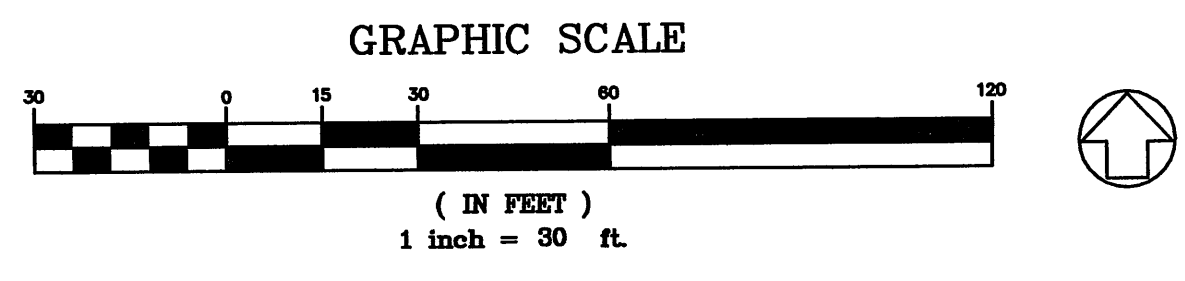 GRAPHIC SCALE
30 0 15 30 60 120
( IN FEET )
1 inch = 30 ft.